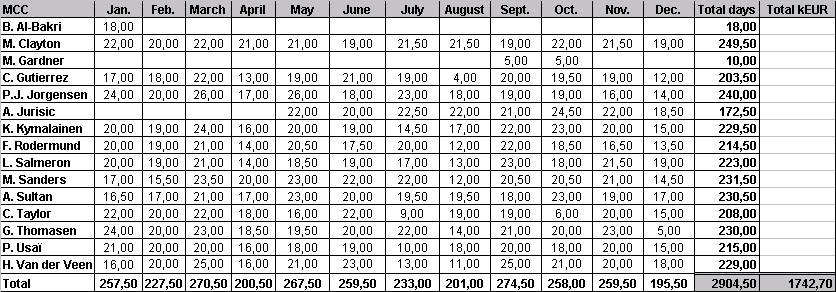 MCC Jan. Feb. March April May June July August Sept. Oct. Nov. Dec. Total days Total kEUR
B. Al-Bakri 18,00 18,00
M. Clayton 22,00 20,00 22,00 21,00 21,00 19,00 21,50 21,50 19,00 22,00 21,50 19,00 249,50
M. Gardner 5,00 5,00 10,00
C. Gutierrez 17,00 18,00 22,00 13,00 19,00 21,00 19,00 4,00 20,00 19,50 19,00 12,00 203,50
P.J. Jorgensen 24,00 20,00 26,00 17,00 26,00 18,00 23,00 18,00 19,00 19,00 16,00 14,00 240,00
A. Jurisic 22,00 20,00 22,50 22,00 21,00 24,50 22,00 18,50 172,50
K. Kymalainen 20,00 19,00 24,00 16,00 20,00 19,00 14,50 17,00 22,00 23,00 20,00 15,00 229,50
F. Rodermund 20,00 19,00 21,00 14,00 20,50 17,50 20,00 12,00 22,00 18,50 16,50 13,50 214,50
L. Salmeron 20,00 19,00 21,00 14,00 18,50 19,00 17,00 13,00 23,00 18,00 21,50 19,00 223,00
M. Sanders 17,00 15,50 23,50 20,00 23,00 22,00 22,00 12,00 20,50 20,50 21,00 14,50 231,50
A. Sultan 16,50 17,00 21,00 17,00 23,00 20,00 19,50 19,50 18,00 23,00 19,00 17,00 230,50
C. Taylor 22,00 20,00 22,00 18,00 16,00 22,00 9,00 19,00 19,00 6,00 20,00 15,00 208,00
G. Thomasen 24,00 20,00 23,00 18,50 19,50 20,00 22,00 14,00 21,00 20,00 23,00 5,00 230,00
P. Usaï 21,00 20,00 20,00 16,00 18,00 19,00 10,00 18,00 20,00 18,00 20,00 15,00 215,00
H. Van der Veen 16,00 20,00 25,00 16,00 21,00 23,00 13,00 11,00 25,00 21,00 20,00 18,00 229,00
Total 257,50 227,50 270,50 200,50 267,50 259,50 233,00 201,00 274,50 258,00 259,50 195,50 2904,50 1742,70